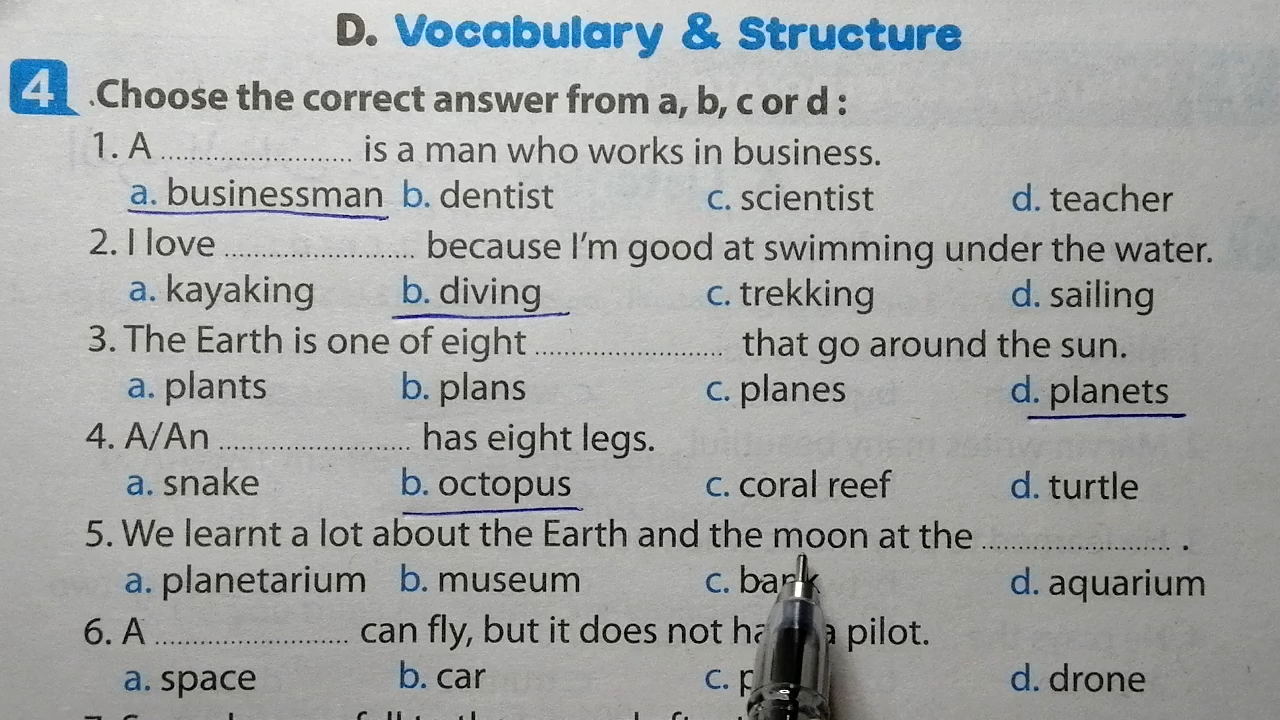 D. Vocabulary & Structure
4 .Choose the correct answer from a, b, c or d :
1. A ........................ is a man who works in business.
a. businessman b. dentist c. scientist d. teacher
2. I love ........................ because I'm good at swimming under the water.
a. kayaking b. diving c. trekking d. sailing
3. The Earth is one of eight ........................ that go around the sun.
a. plants b. plans c. planes d. planets
4. A/An ........................ has eight legs.
a. snake b. octopus c. coral reef d. turtle
5. We learnt a lot about the Earth and the moon at the ........................ .
a. planetarium b. museum c. bank d. aquarium
6. A ........................ can fly, but it does not a pilot.
a. space b. car c. d. drone